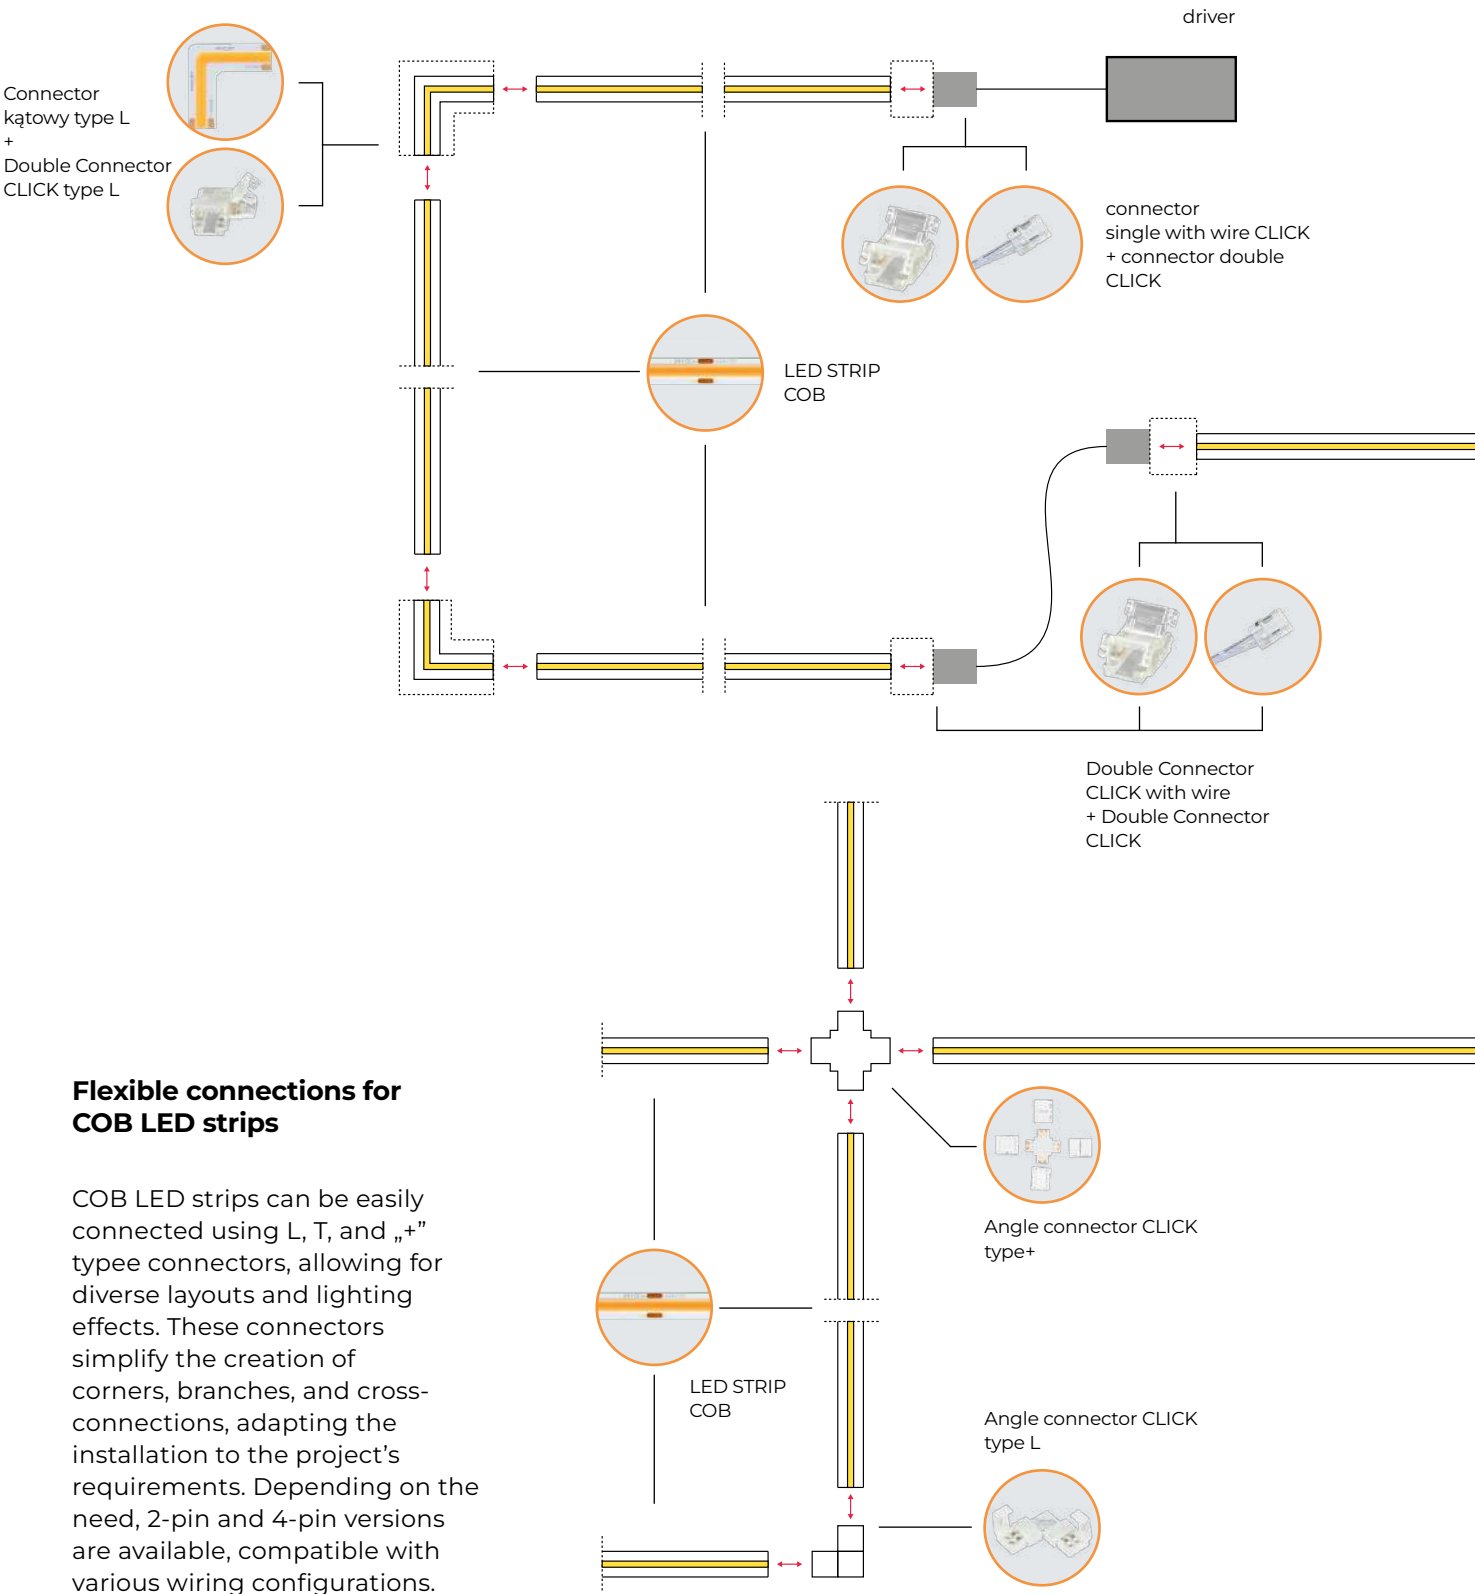 driver
Connector
kątowy type L
+
Double Connector
CLICK type L
connector
single with wire CLICK
+ connector double
CLICK
LED STRIP
COB
Double Connector
CLICK with wire
+ Double Connector
CLICK
Flexible connections for
COB LED strips
COB LED strips can be easily
connected using L, T, and „+”
typee connectors, allowing for
diverse layouts and lighting
effects. These connectors
simplify the creation of
corners, branches, and cross-
connections, adapting the
installation to the project’s
requirements. Depending on the
need, 2-pin and 4-pin versions
are available, compatible with
various wiring configurations.
Angle connector CLICK
type+
LED STRIP
COB
Angle connector CLICK
type L